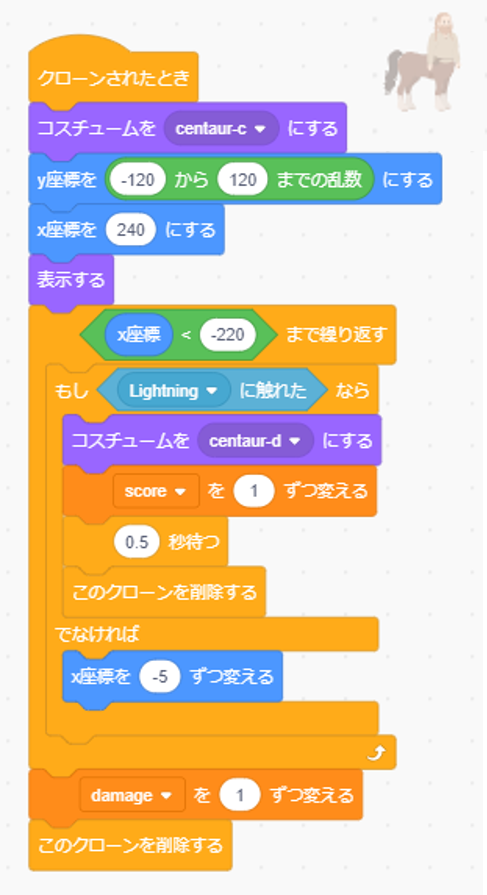 クローンされたとき
コスチュームを centaur-c にする
y座標を -120 から 120 までの乱数 にする
x座標を 240 にする
表示する
x座標 < -220 まで繰り返す
もし Lightning に触れた なら
コスチュームを centaur-d にする
score を 1 ずつ変える
0.5 秒待つ
このクローンを削除する
でなければ
x座標を -5 ずつ変える
damage を 1 ずつ変える
このクローンを削除する